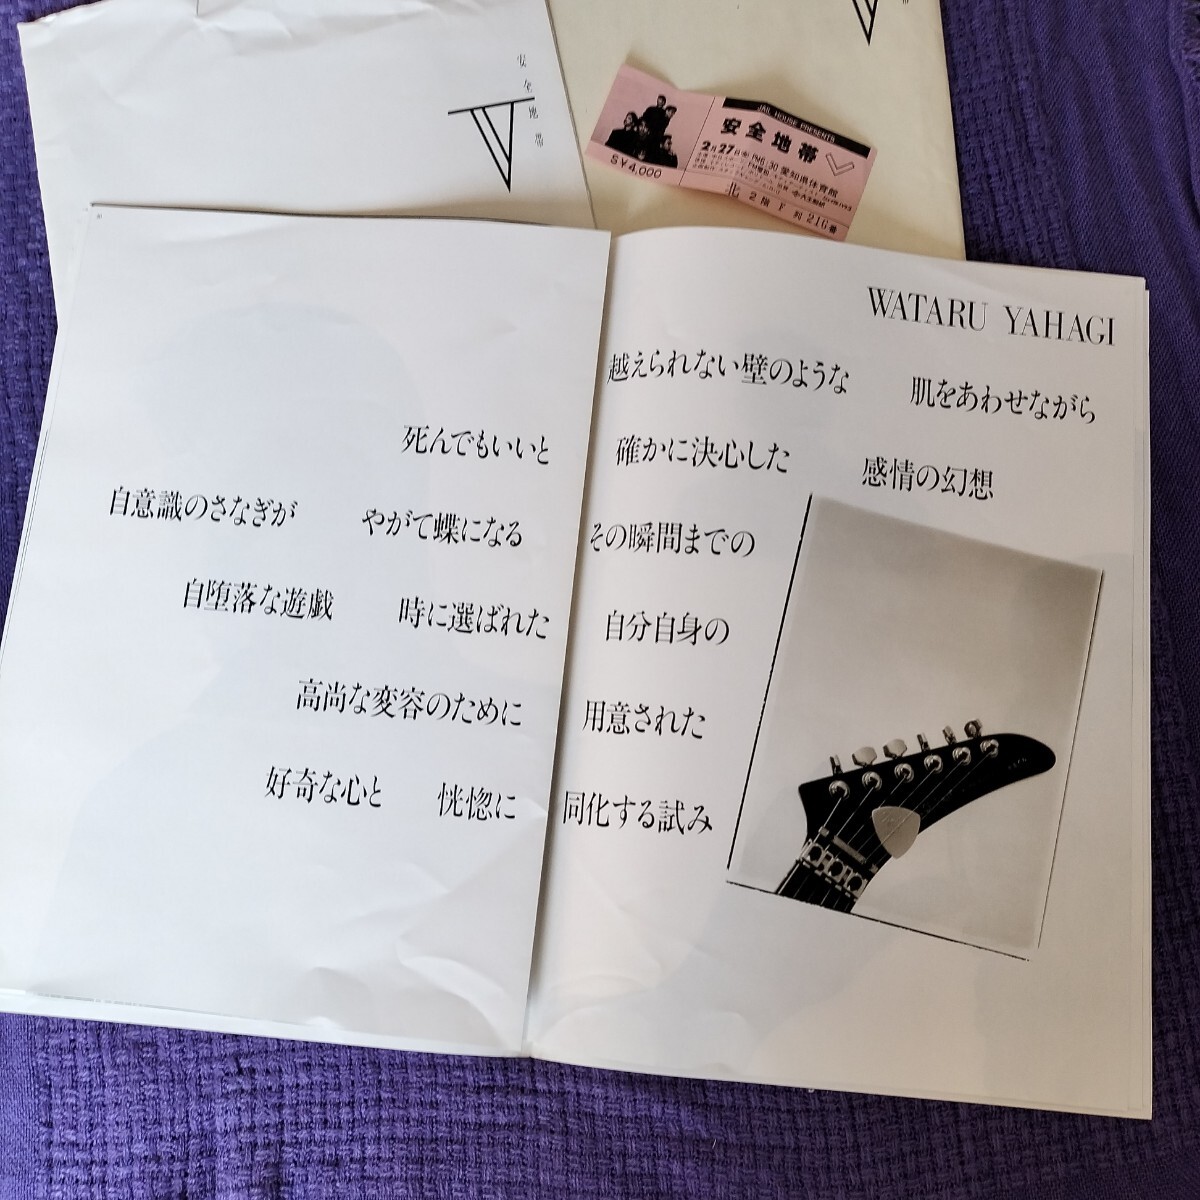 安全地帯
JAIL HOUSE PRESENTS
安全地帯
2月27日 PM6:30 愛知県体育館
S¥4,000
北 2階 F 列 216番
WATARU YAHAGI
越えられない壁のような 肌をあわせながら
死んでもいいと 確かに決心した 感情の幻想
自意識のさなぎが やがて蝶になる その瞬間までの
自堕落な遊戯 時に選ばれた 自分自身の
高尚な変容のために 用意された
好奇な心と 恍惚に 同化する試み